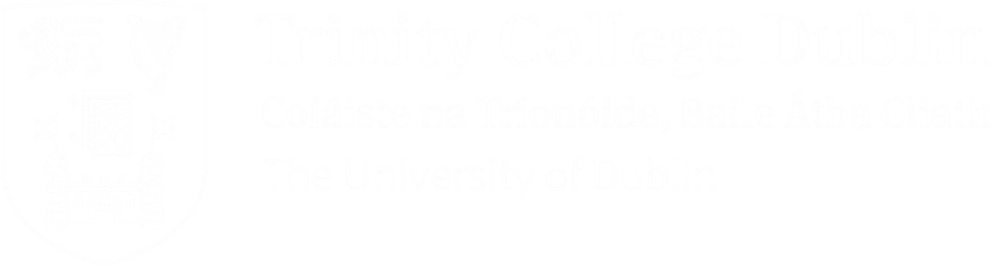 Trinity College Dublin
Coláiste na Tríonóide, Baile Átha Cliath
The University of Dublin